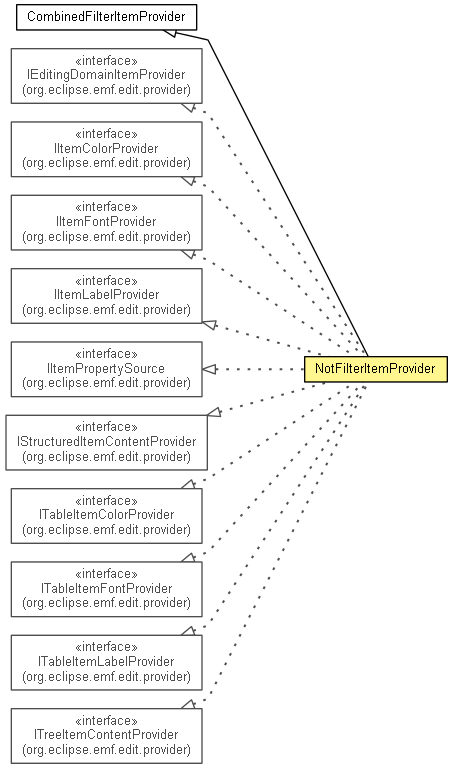 CombinedFilterItemProvider
«interface»
IEditingDomainItemProvider
(org.eclipse.emf.edit.provider)
«interface»
IItemColorProvider
(org.eclipse.emf.edit.provider)
«interface»
IItemFontProvider
(org.eclipse.emf.edit.provider)
«interface»
IItemLabelProvider
(org.eclipse.emf.edit.provider)
«interface»
IItemPropertySource
(org.eclipse.emf.edit.provider)
NotFilterItemProvider
«interface»
IStructuredItemContentProvider
(org.eclipse.emf.edit.provider)
«interface»
ITableItemColorProvider
(org.eclipse.emf.edit.provider)
«interface»
ITableItemFontProvider
(org.eclipse.emf.edit.provider)
«interface»
ITableItemLabelProvider
(org.eclipse.emf.edit.provider)
«interface»
ITreeItemContentProvider
(org.eclipse.emf.edit.provider)